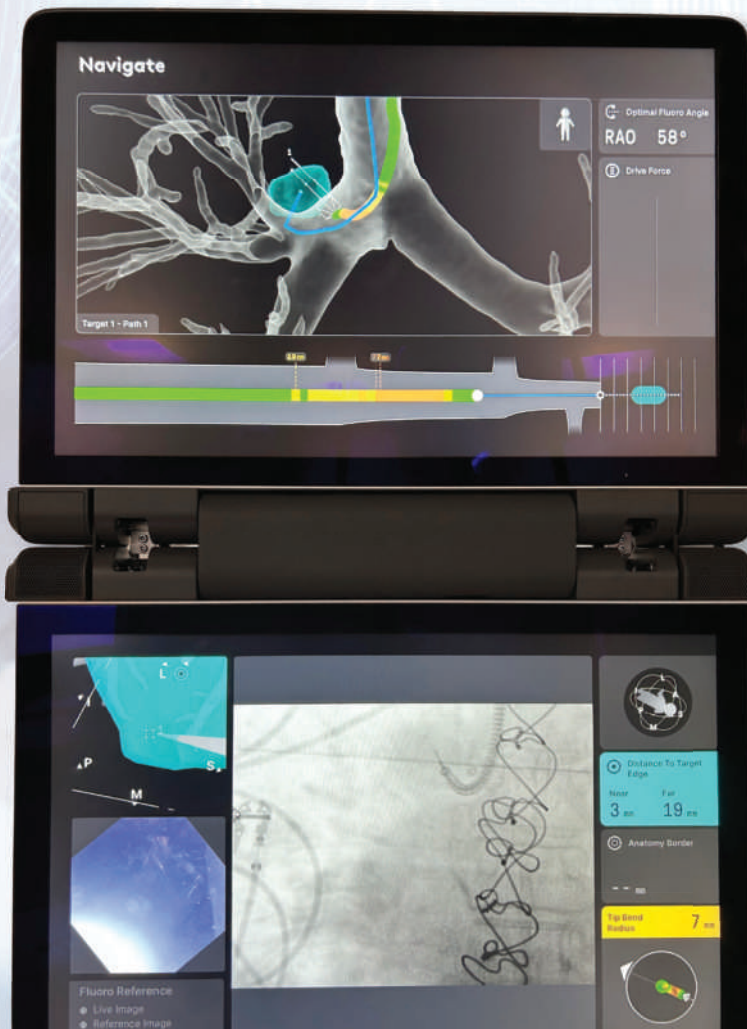 Navigate
Optimal Fluoro Angle
RAO 58°
Drive Force
Target 1 - Path 1
L
P
S
M
Distance To Target
Edge
Near Far
3 mm 19 mm
Anatomy Border
-- mm
Tip Bend
Radius
7 mm
Fluoro Reference
Live Image
Reference Image